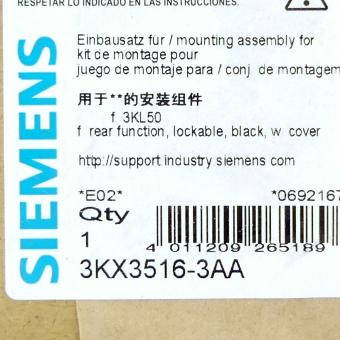 RESPETAR LO INDICADO EN LAS INSTRUCCIONES.
SIEMENS
Einbausatz für / mounting assembly for
kit de montage pour
juego de montaje para / conj de montagem
用于**的安装组件
f. 3KL50
f rear function, lockable, black, w cover
http://support industry siemens com
*E02* *0692167
Qty
1
4 011209 265189
3KX3516-3AA